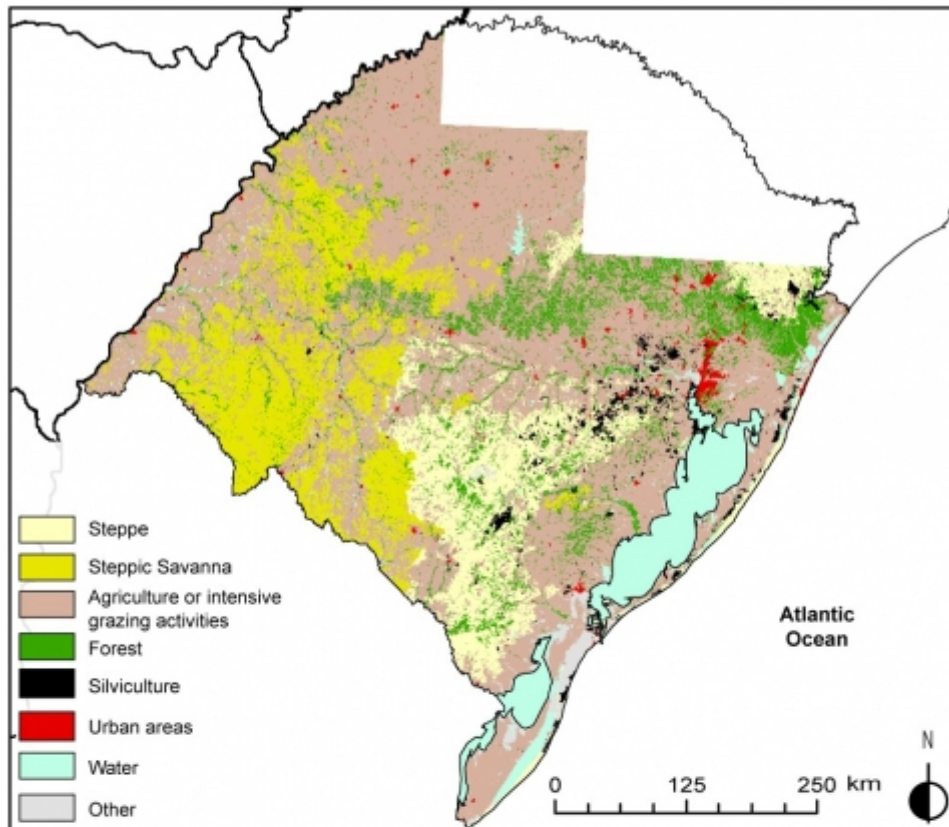 Steppe
Steppic Savanna
Agriculture or intensive
grazing activities
Forest
Silviculture
Urban areas
Water
Other
Atlantic
Ocean
N
0 125 250 km